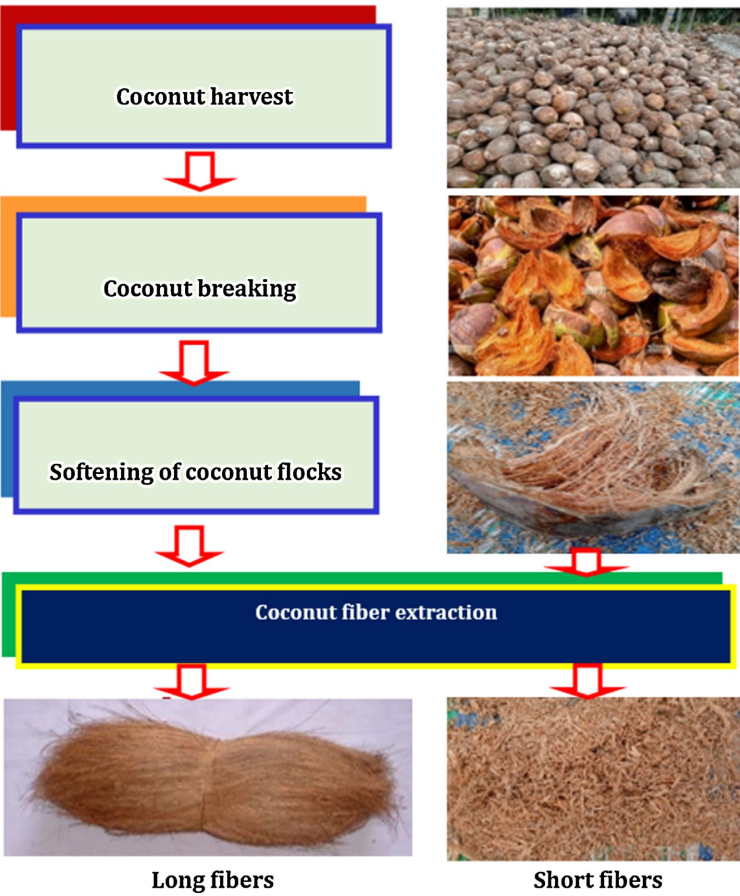 Coconut harvest
Coconut breaking
Softening of coconut flocks
Coconut fiber extraction
Long fibers
Short fibers